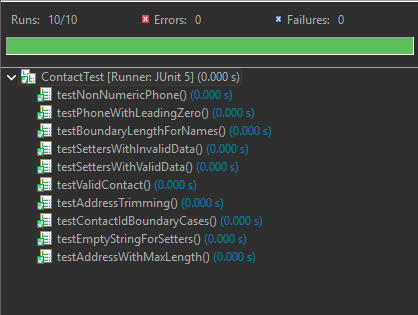 Runs: 10/10 Errors: 0 Failures: 0
ContactTest [Runner: JUnit 5] (0.000 s)
testNonNumericPhone() (0.000 s)
testPhoneWithLeadingZero() (0.000 s)
testBoundaryLengthForNames() (0.000 s)
testSettersWithInvalidData() (0.000 s)
testSettersWithValidData() (0.000 s)
testValidContact() (0.000 s)
testAddressTrimming() (0.000 s)
testContactIdBoundaryCases() (0.000 s)
testEmptyStringForSetters() (0.000 s)
testAddressWithMaxLength() (0.000 s)